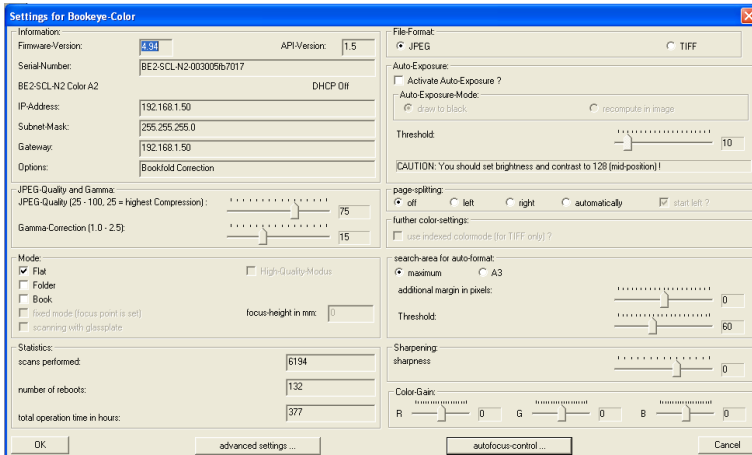 Settings for Bookeye-Color
Information:
Firmware-Version: 4.94 API-Version: 1.5
Serial-Number: BE2-SCL-N2-003005fb7017
BE2-SCL-N2 Color A2 DHCP Off
IP-Address: 192.168.1.50
Subnet-Mask: 255.255.255.0
Gateway: 192.168.1.50
Options: Bookfold Correction
JPEG-Quality and Gamma:
JPEG-Quality (25 - 100, 25 = highest Compression) : 75
Gamma-Correction (1.0 - 2.5): 15
Mode:
Flat High-Quality-Modus
Folder
Book
fixed mode (focus point is set) focus-height in mm: 0
scanning with glassplate
Statistics:
scans performed: 6194
number of reboots: 132
total operation time in hours: 377
File-Format:
JPEG TIFF
Auto-Exposure:
Activate Auto-Exposure ?
Auto-Exposure-Mode:
draw to black recompute in image
Threshold: 10
CAUTION: You should set brightness and contrast to 128 (mid-position) !
page-splitting:
off left right automatically start left ?
further color-settings:
use indexed colormode (for TIFF only) ?
search-area for auto-format:
maximum A3
additional margin in pixels: 0
Threshold: 60
Sharpening:
sharpness 0
Color-Gain:
R 0 G 0 B 0
OK advanced settings ... autofocus-control ... Cancel